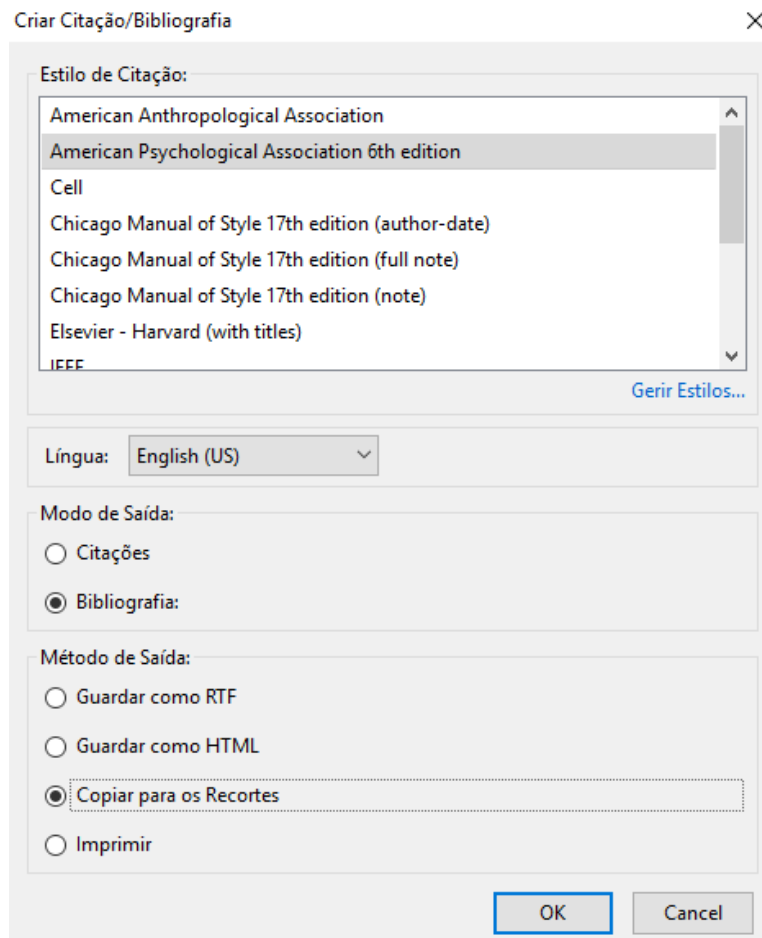 Criar Citação/Bibliografia
Estilo de Citação:
American Anthropological Association
American Psychological Association 6th edition
Cell
Chicago Manual of Style 17th edition (author-date)
Chicago Manual of Style 17th edition (full note)
Chicago Manual of Style 17th edition (note)
Elsevier - Harvard (with titles)
IEEE
Gerir Estilos...
Língua: English (US)
Modo de Saída:
Citações
Bibliografia:
Método de Saída:
Guardar como RTF
Guardar como HTML
Copiar para os Recortes
Imprimir
OK Cancel